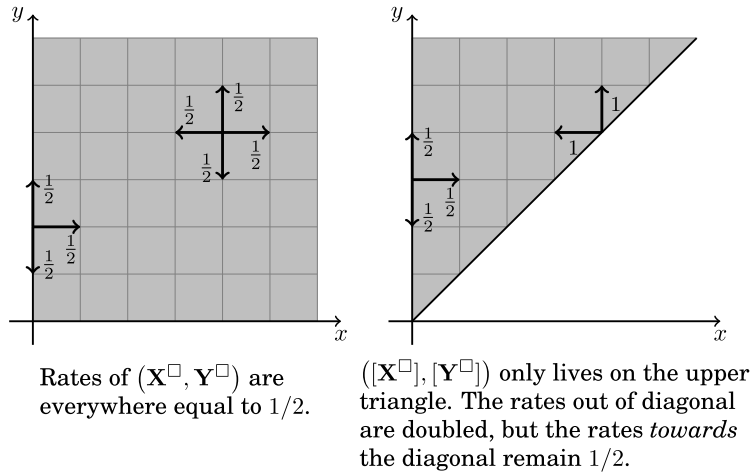 y
y
1/2
1/2
1/2
1/2
1/2
1/2
1/2
x
1
1
1/2
1/2
1/2
x
Rates of (X□, Y□) are
everywhere equal to 1/2.
([X□], [Y□]) only lives on the upper
triangle. The rates out of diagonal
are doubled, but the rates towards
the diagonal remain 1/2.